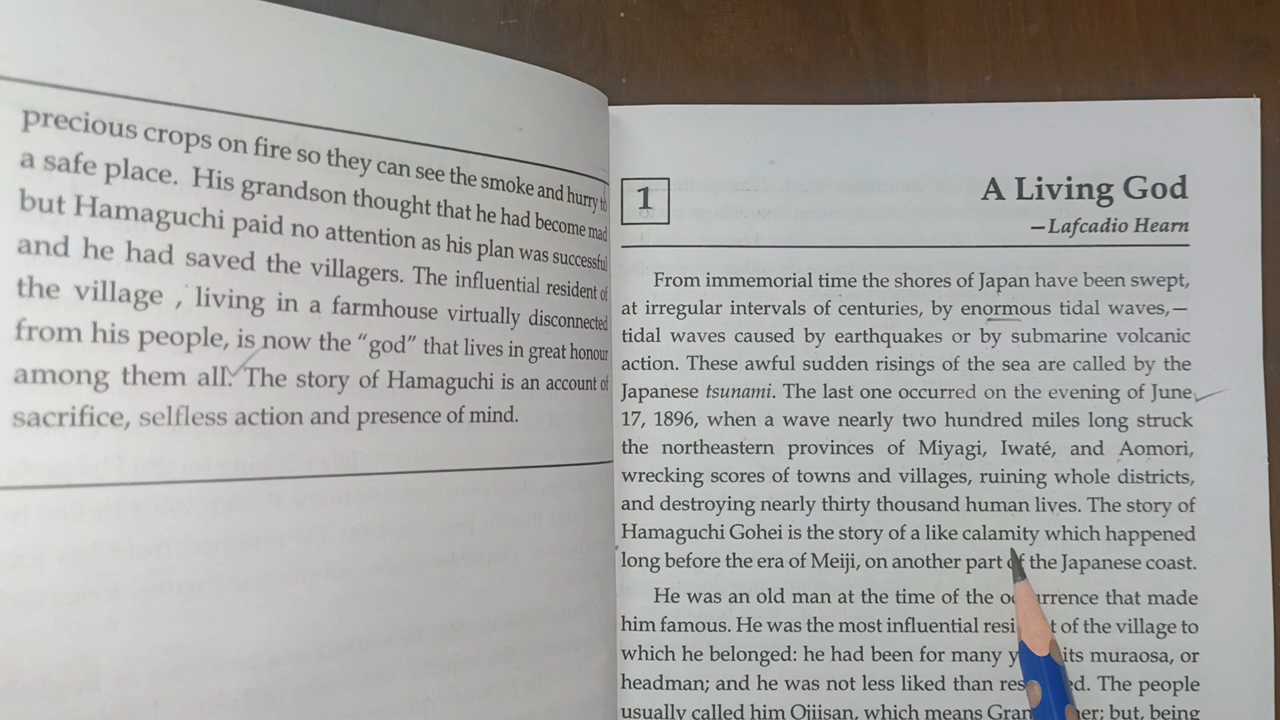 precious crops on fire so they can see the smoke and hurry to
a safe place. His grandson thought that he had become mad
but Hamaguchi paid no attention as his plan was successful
and he had saved the villagers. The influential resident of
the village , living in a farmhouse virtually disconnected
from his people, is now the "god" that lives in great honour
among them all. The story of Hamaguchi is an account of
sacrifice, selfless action and presence of mind.
1
A Living God
—Lafcadio Hearn
From immemorial time the shores of Japan have been swept,
at irregular intervals of centuries, by enormous tidal waves,—
tidal waves caused by earthquakes or by submarine volcanic
action. These awful sudden risings of the sea are called by the
Japanese tsunami. The last one occurred on the evening of June
17, 1896, when a wave nearly two hundred miles long struck
the northeastern provinces of Miyagi, Iwaté, and Aomori,
wrecking scores of towns and villages, ruining whole districts,
and destroying nearly thirty thousand human lives. The story of
Hamaguchi Gohei is the story of a like calamity which happened
long before the era of Meiji, on another part of the Japanese coast.
He was an old man at the time of the occurrence that made
him famous. He was the most influential resident of the village to
which he belonged: he had been for many its muraosa, or
headman; and he was not less liked than The people
usually called him Ojiisan, which means but, being